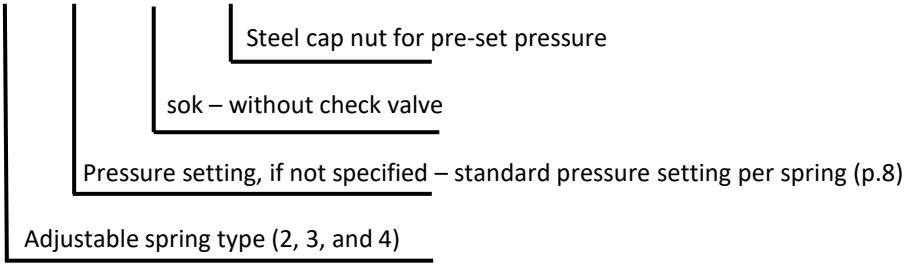 Steel cap nut for pre-set pressure
sok – without check valve
Pressure setting, if not specified – standard pressure setting per spring (p.8)
Adjustable spring type (2, 3, and 4)